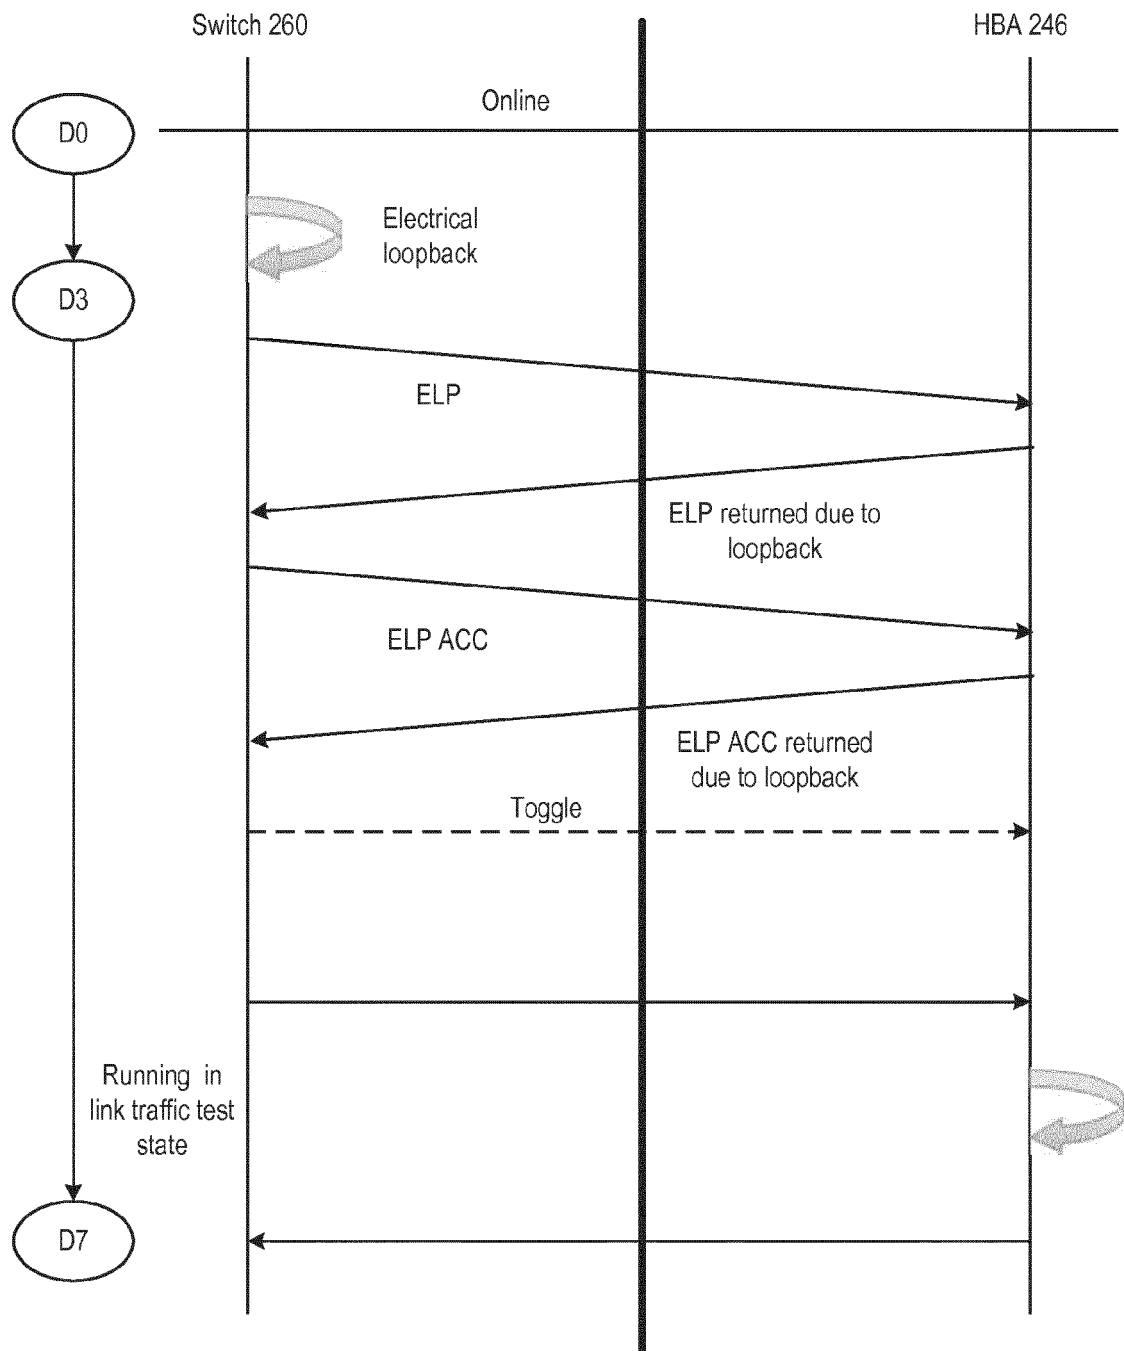 Switch 260
HBA 246
Online
D0
Electrical
loopback
D3
ELP
ELP returned due to
loopback
ELP ACC
ELP ACC returned
due to loopback
Toggle
Running in
link traffic test
state
D7